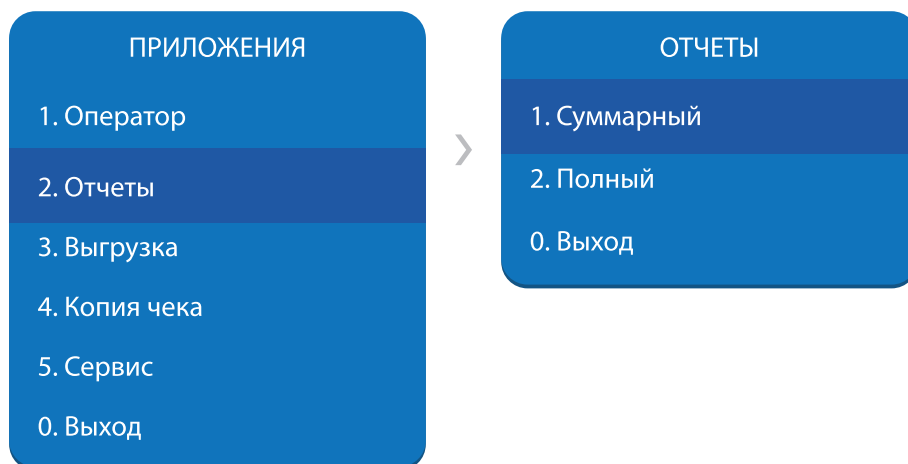 ПРИЛОЖЕНИЯ
1. Оператор
2. Отчеты
3. Выгрузка
4. Копия чека
5. Сервис
0. Выход
ОТЧЕТЫ
1. Суммарный
2. Полный
0. Выход